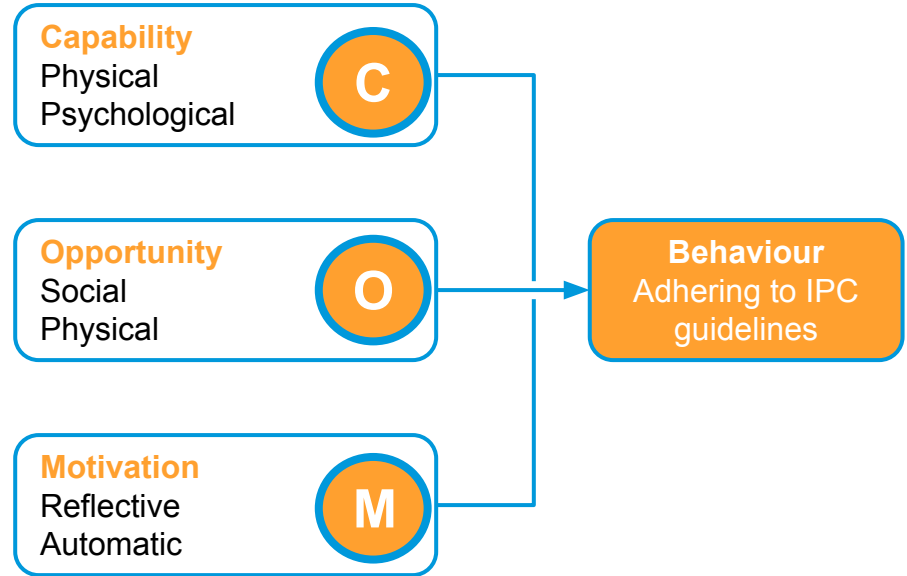 Capability
Physical
Psychological
C
Opportunity
Social
Physical
O
Motivation
Reflective
Automatic
M
Behaviour
Adhering to IPC
guidelines